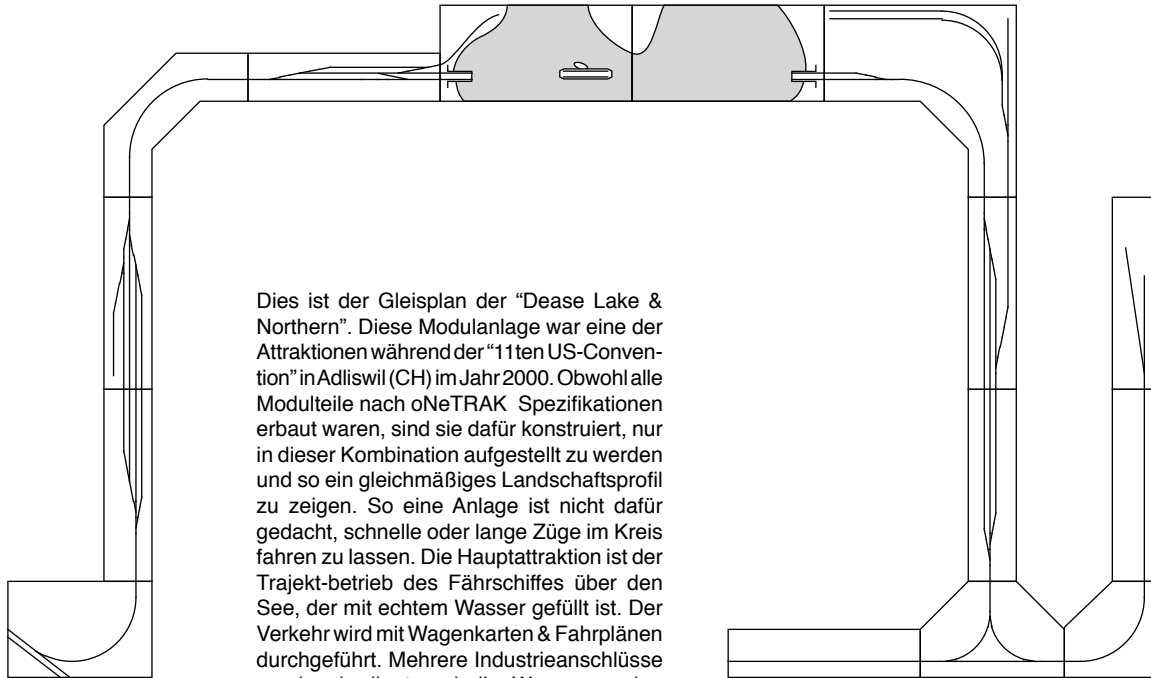 Dies ist der Gleisplan der “Dease Lake &
Northern”. Diese Modulanlage war eine der
Attraktionen während der “11ten US-Conven-
tion” in Adliswil (CH) im Jahr 2000. Obwohl alle
Modulteile nach oNeTRAK Spezifikationen
erbaut waren, sind sie dafür konstruiert, nur
in dieser Kombination aufgestellt zu werden
und so ein gleichmäßiges Landschaftsprofil
zu zeigen. So eine Anlage ist nicht dafür
gedacht, schnelle oder lange Züge im Kreis
fahren zu lassen. Die Hauptattraktion ist der
Trajekt-betrieb des Fährschiffes über den
See, der mit echtem Wasser gefüllt ist. Der
Verkehr wird mit Wagenkarten & Fahrplänen
durchgeführt. Mehrere Industrieanschlüsse